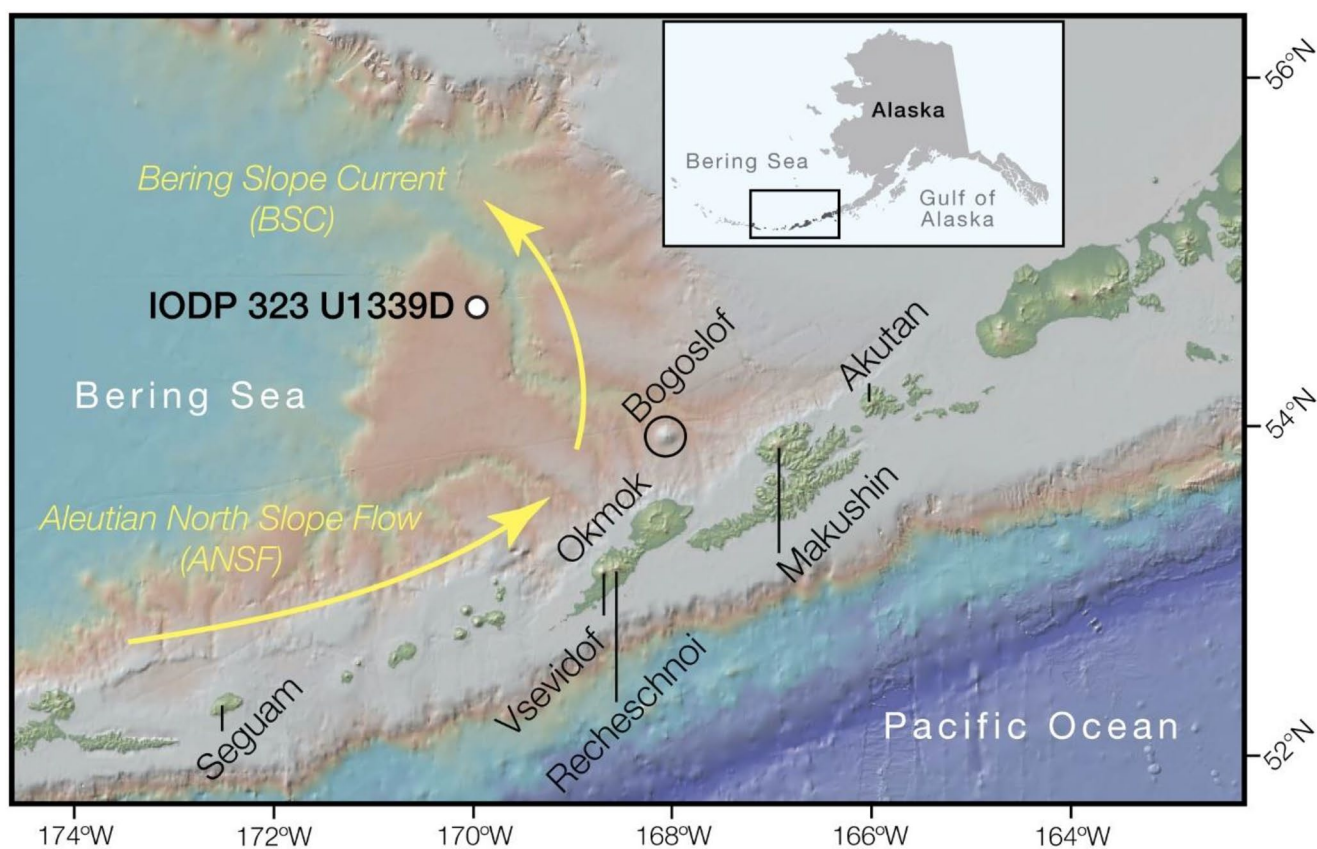 Alaska
Bering Sea
Gulf of
Alaska
56°N
Bering Slope Current
(BSC)
IODP 323 U1339D
Bogoslof
Akutan
Bering Sea
54°N
Aleutian North Slope Flow
(ANSF)
Okmok
Makushin
Vsevidof
Recheschnoi
Seguam
Pacific Ocean
52°N
174°W
172°W
170°W
168°W
166°W
164°W